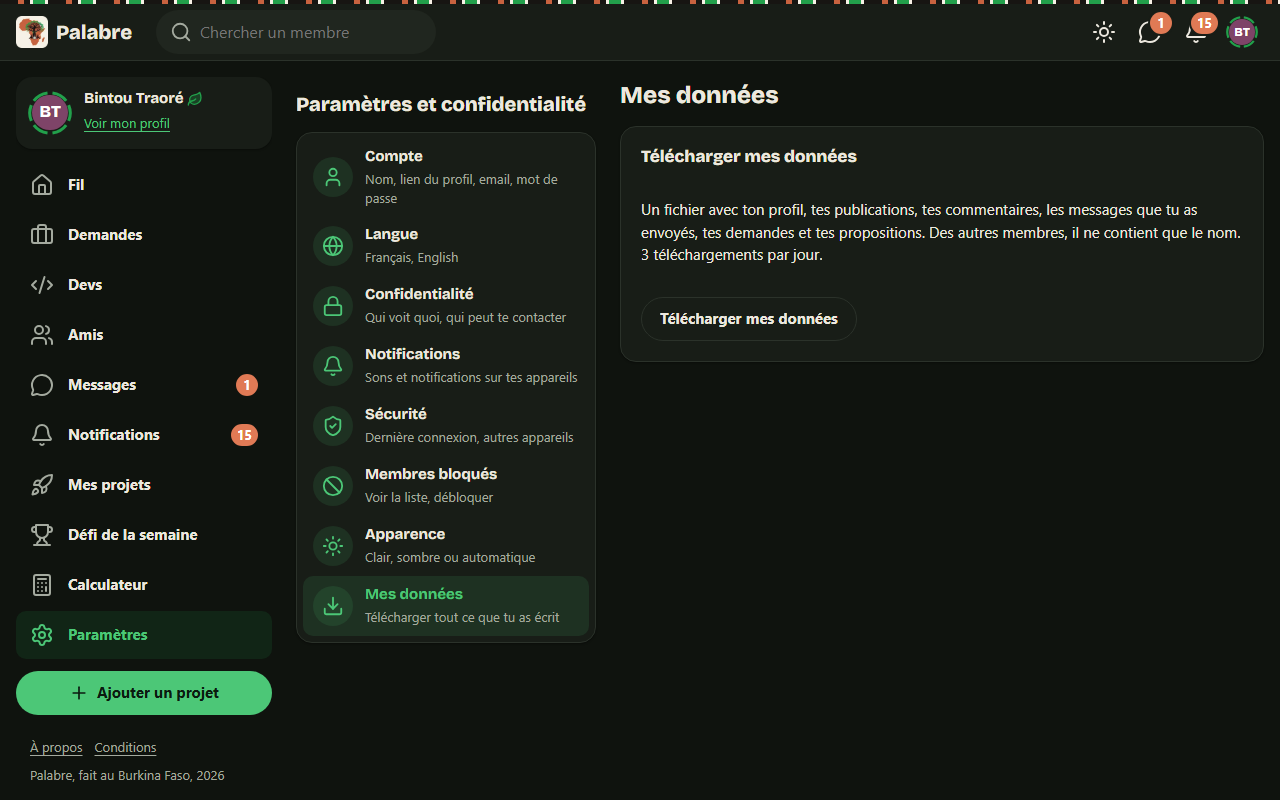 Palabre
Chercher un membre
1
15
BT
BT
Bintou Traoré
Voir mon profil
Fil
Demandes
Devs
Amis
Messages
1
Notifications
15
Mes projets
Défi de la semaine
Calculateur
Paramètres
Ajouter un projet
À propos Conditions
Palabre, fait au Burkina Faso, 2026
Paramètres et confidentialité
Compte
Nom, lien du profil, email, mot de
passe
Langue
Français, English
Confidentialité
Qui voit quoi, qui peut te contacter
Notifications
Sons et notifications sur tes appareils
Sécurité
Dernière connexion, autres appareils
Membres bloqués
Voir la liste, débloquer
Apparence
Clair, sombre ou automatique
Mes données
Télécharger tout ce que tu as écrit
Mes données
Télécharger mes données
Un fichier avec ton profil, tes publications, tes commentaires, les messages que tu as
envoyés, tes demandes et tes propositions. Des autres membres, il ne contient que le nom.
3 téléchargements par jour.
Télécharger mes données